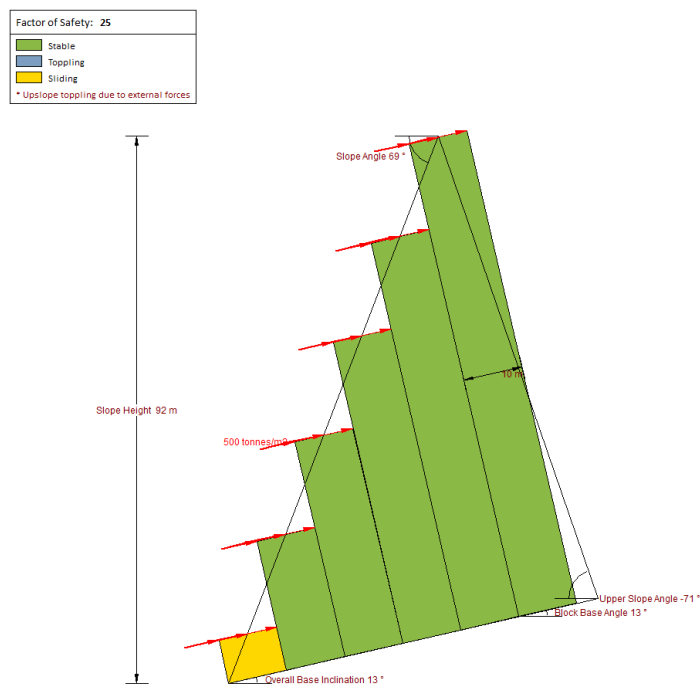 Factor of Safety: 25
Stable
Toppling
Sliding
* Upslope toppling due to external forces
Slope Angle 69 °
10 m
Slope Height 92 m
500 tonnes/m
Upper Slope Angle -71 °
Block Base Angle 13 °
Overall Base Inclination 13 °